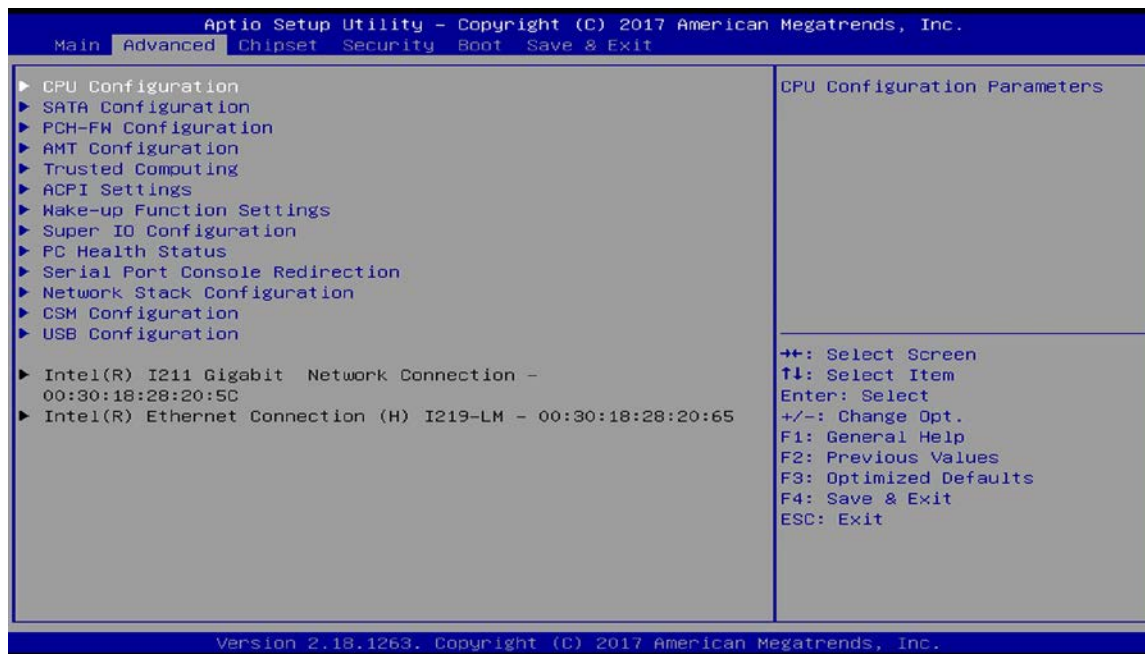 Aptio Setup Utility – Copyright (C) 2017 American Megatrends, Inc.
Main Advanced Chipset Security Boot Save & Exit
► CPU Configuration
► SATA Configuration
► PCH-FW Configuration
► AMT Configuration
► Trusted Computing
► ACPI Settings
► Wake-up Function Settings
► Super IO Configuration
► PC Health Status
► Serial Port Console Redirection
► Network Stack Configuration
► CSM Configuration
► USB Configuration
► Intel(R) I211 Gigabit  Network Connection –
00:30:18:28:20:5C
► Intel(R) Ethernet Connection (H) I219-LM – 00:30:18:28:20:65
CPU Configuration Parameters
→←: Select Screen
↑↓: Select Item
Enter: Select
+/-: Change Opt.
F1: General Help
F2: Previous Values
F3: Optimized Defaults
F4: Save & Exit
ESC: Exit
Version 2.18.1263. Copyright (C) 2017 American Megatrends, Inc.